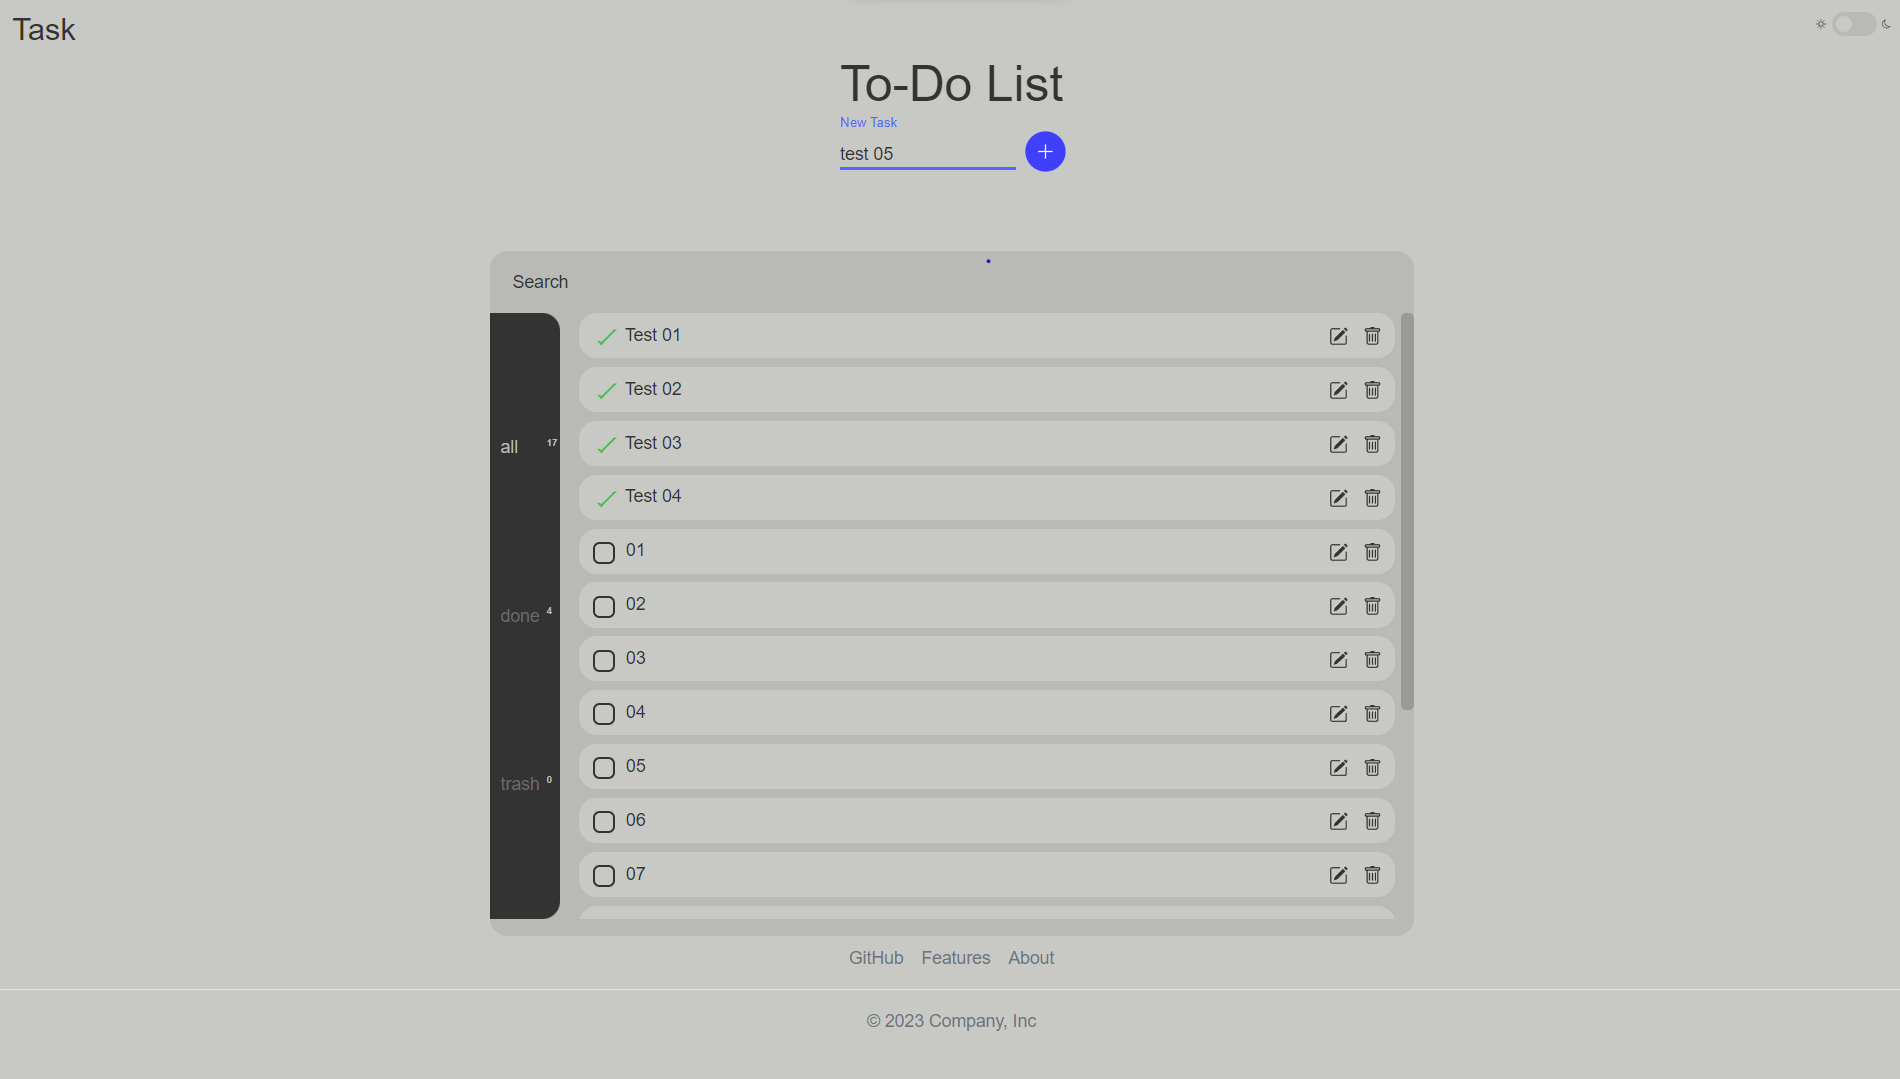 Task
To-Do List
New Task
test 05
Search
all 17
done 4
trash 0
Test 01
Test 02
Test 03
Test 04
01
02
03
04
05
06
07
GitHub Features About
© 2023 Company, Inc